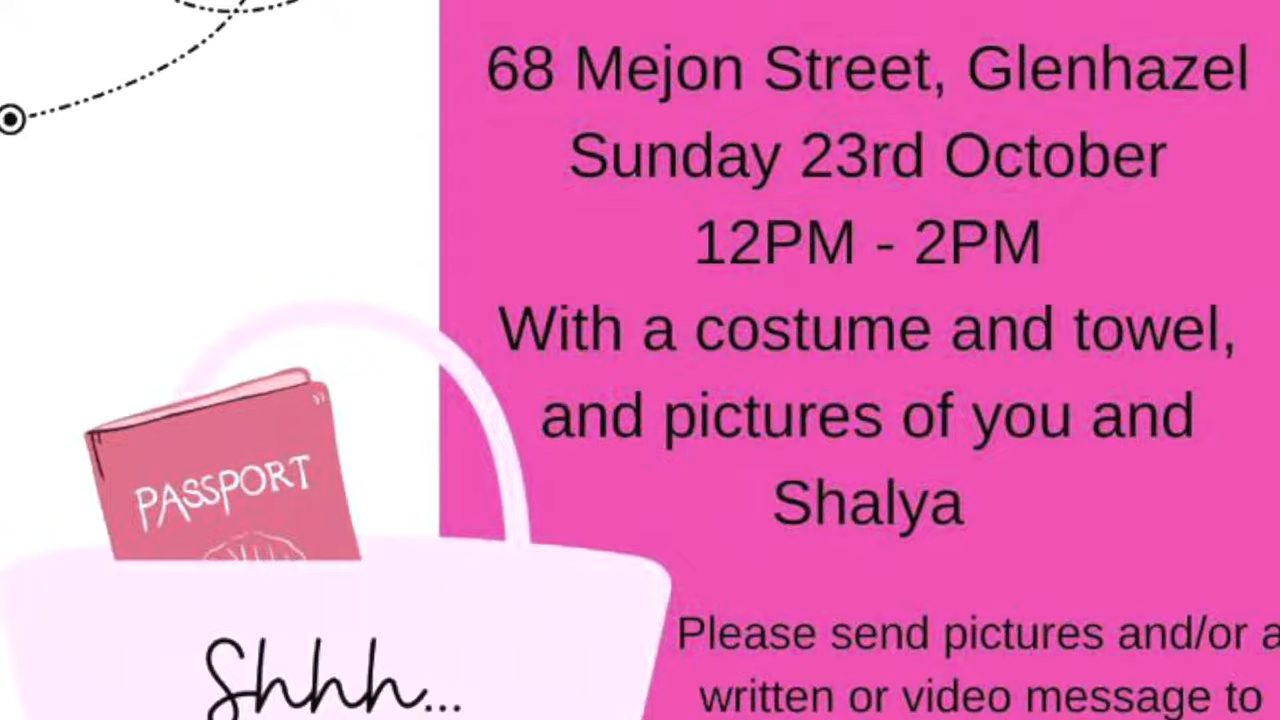 68 Mejon Street, Glenhazel
Sunday 23rd October
12PM - 2PM
With a costume and towel,
and pictures of you and
Shalya
PASSPORT
Please send pictures and/or a
written or video message to
Shhh...